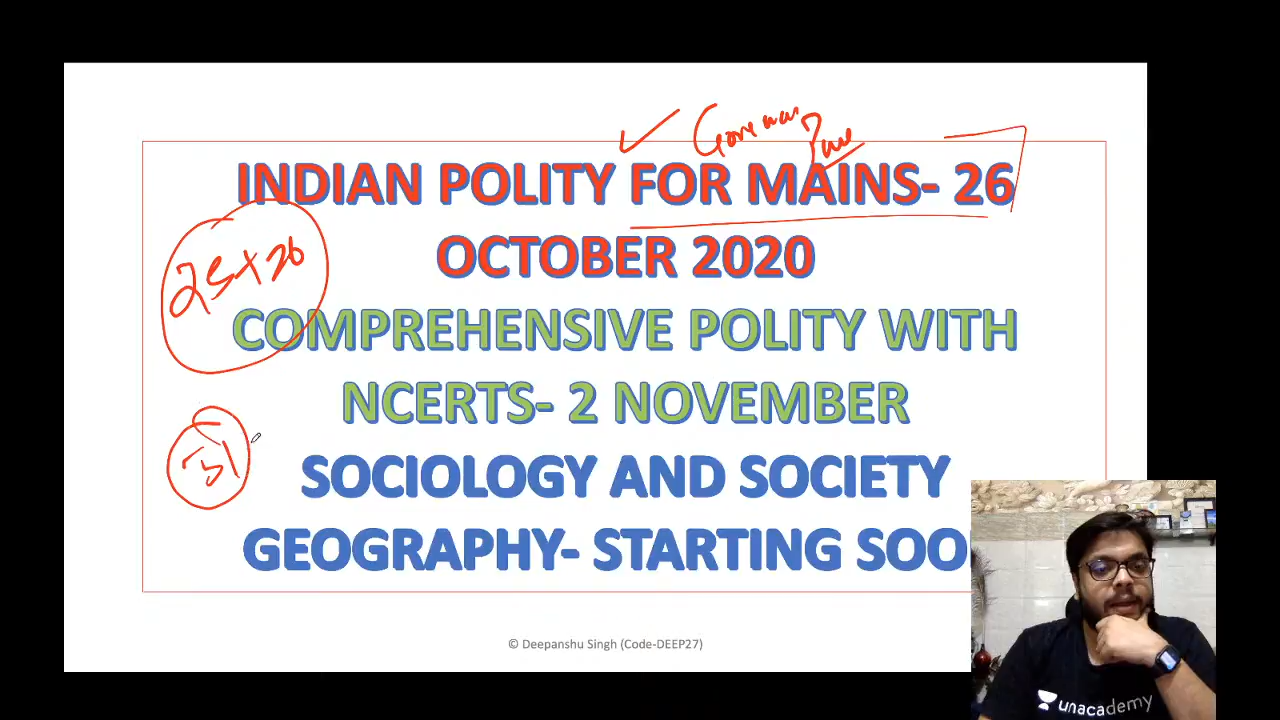 INDIAN POLITY FOR MAINS- 26
OCTOBER 2020
25+26
COMPREHENSIVE POLITY WITH
NCERTS- 2 NOVEMBER
31
SOCIOLOGY AND SOCIETY
GEOGRAPHY- STARTING SOO
© Deepanshu Singh (Code-DEEP27)
unacademy